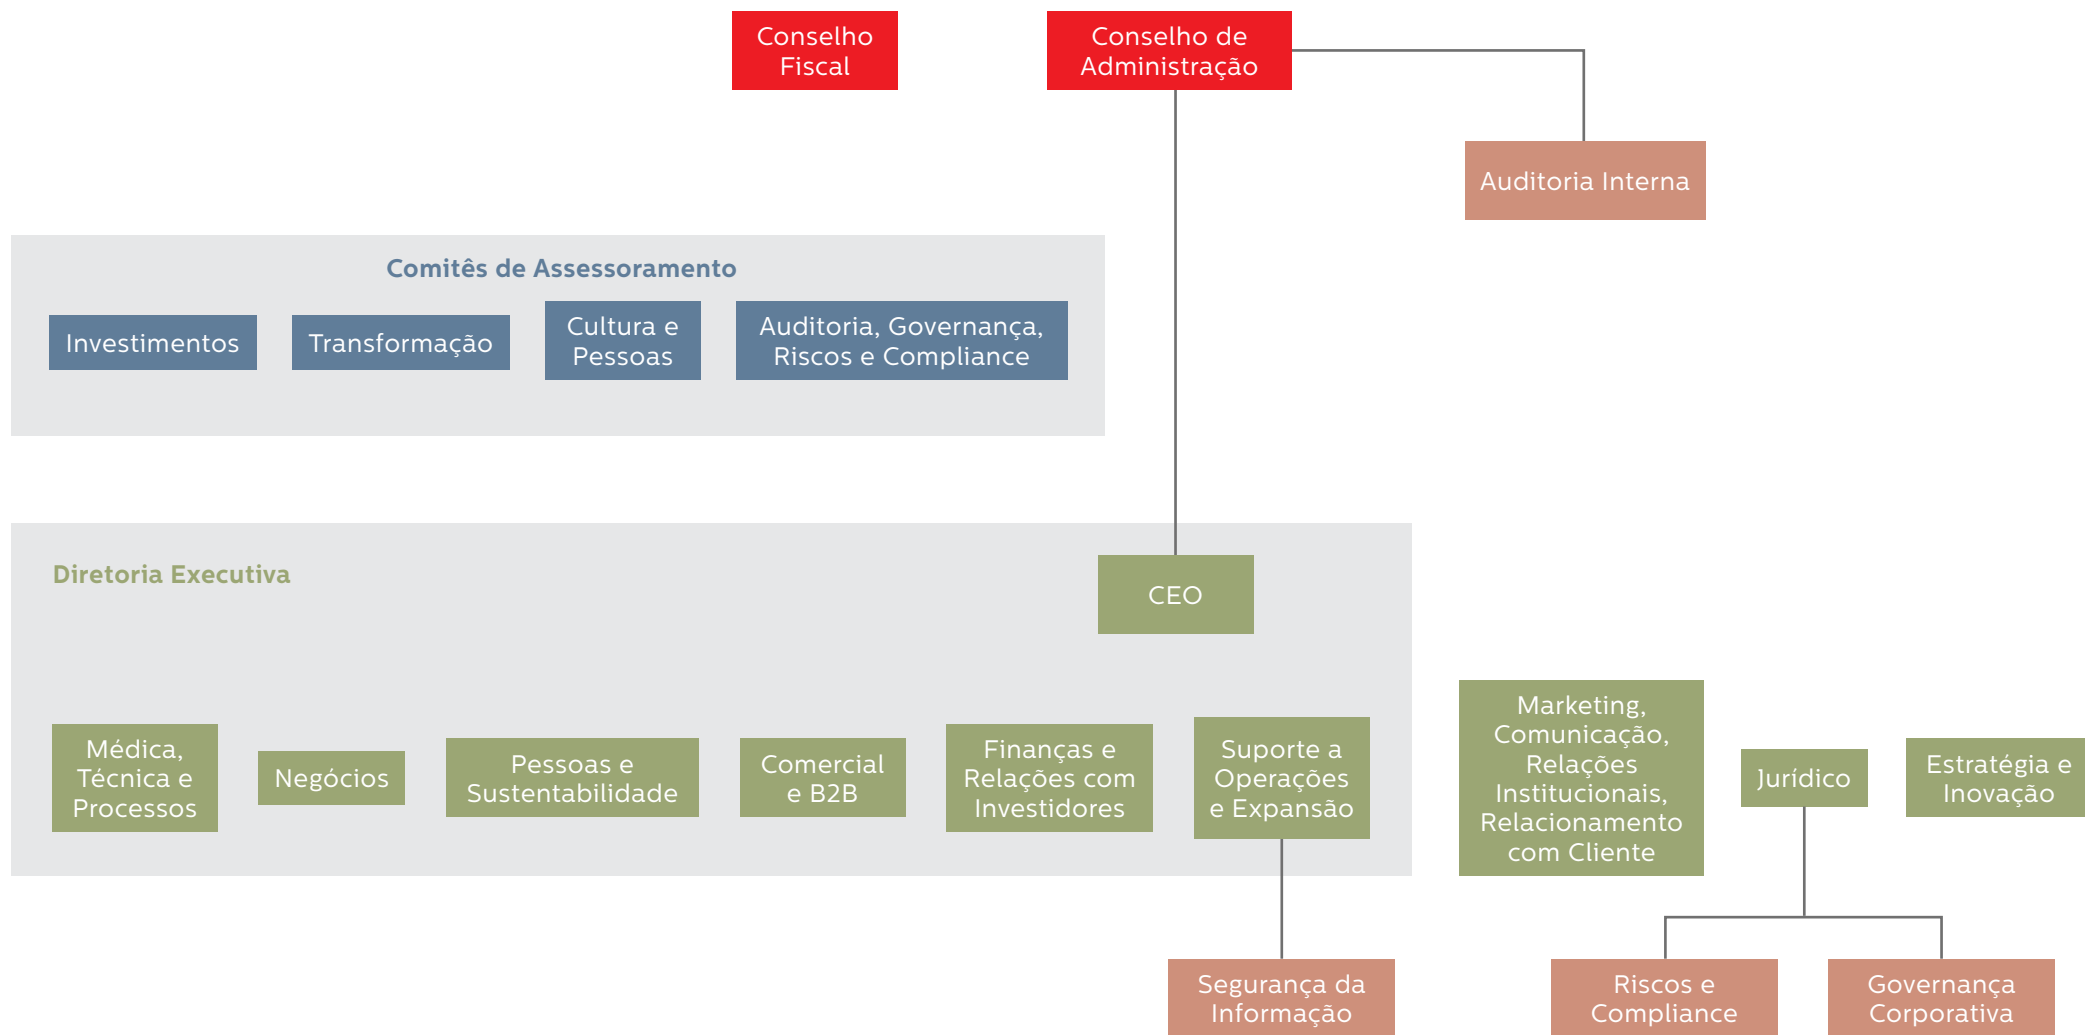 Conselho
Fiscal
Conselho de
Administração
Auditoria Interna
Comitês de Assessoramento
Investimentos
Transformação
Cultura e
Pessoas
Auditoria, Governança,
Riscos e Compliance
Diretoria Executiva
CEO
Médica,
Técnica e
Processos
Negócios
Pessoas e
Sustentabilidade
Comercial
e B2B
Finanças e
Relações com
Investidores
Suporte a
Operações
e Expansão
Marketing,
Comunicação,
Relações
Institucionais,
Relacionamento
com Cliente
Jurídico
Estratégia e
Inovação
Segurança da
Informação
Riscos e
Compliance
Governança
Corporativa